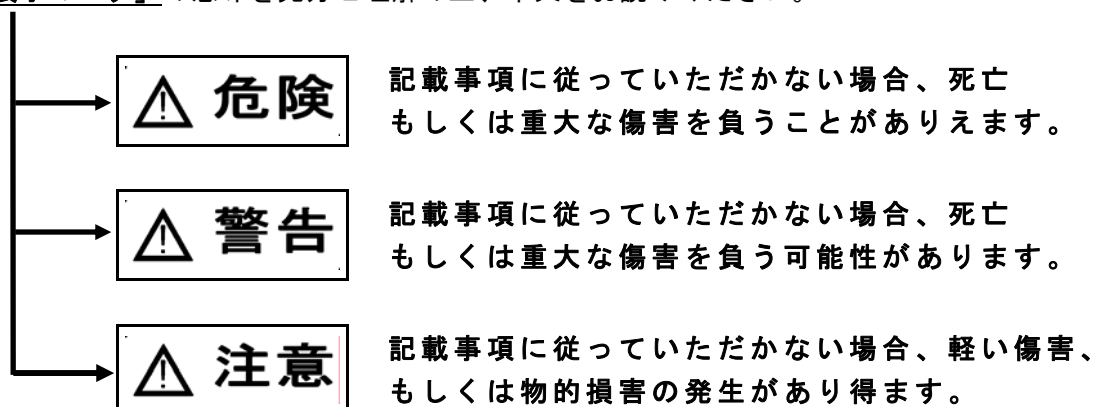 ⚠ 危険
記載事項に従っていただかない場合、死亡
もしくは重大な傷害を負うことがありえます。
⚠ 警告
記載事項に従っていただかない場合、死亡
もしくは重大な傷害を負う可能性があります。
⚠ 注意
記載事項に従っていただかない場合、軽い傷害、
もしくは物的損害の発生があり得ます。